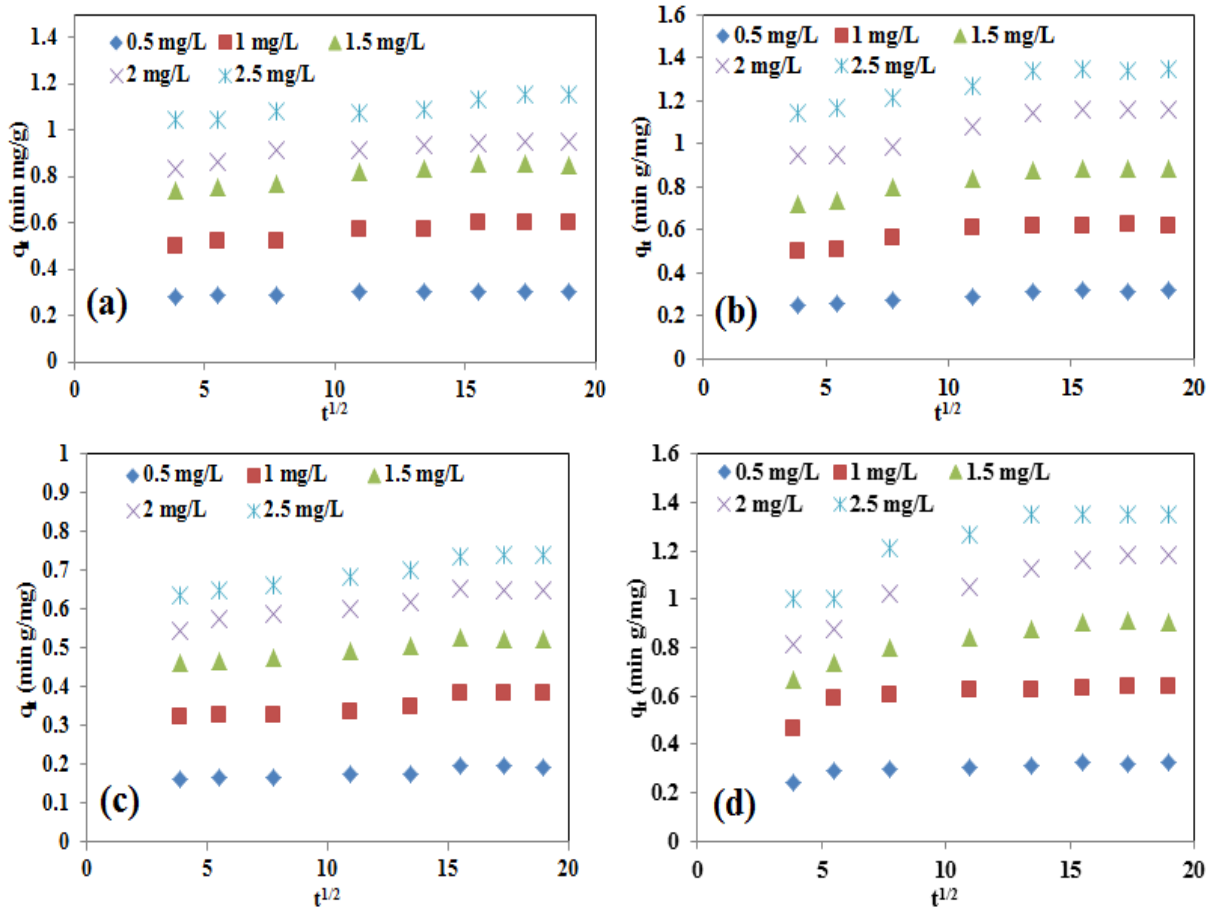 1.4
1.2
1
0.8
0.6
0.4
0.2
0
0 5 10 15 20
0.5 mg/L 1 mg/L 1.5 mg/L
2 mg/L 2.5 mg/L
qt (min mg/g)
t1/2
(a)
1.6
1.4
1.2
1
0.8
0.6
0.4
0.2
0
0 5 10 15 20
0.5 mg/L 1 mg/L 1.5 mg/L
2 mg/L 2.5 mg/L
qt (min g/mg)
t1/2
(b)
1
0.9
0.8
0.7
0.6
0.5
0.4
0.3
0.2
0.1
0
0 5 10 15 20
0.5 mg/L 1 mg/L 1.5 mg/L
2 mg/L 2.5 mg/L
qt (min g/mg)
t1/2
(c)
1.6
1.4
1.2
1
0.8
0.6
0.4
0.2
0
0 5 10 15 20
0.5 mg/L 1 mg/L 1.5 mg/L
2 mg/L 2.5 mg/L
qt (min g/mg)
t1/2
(d)